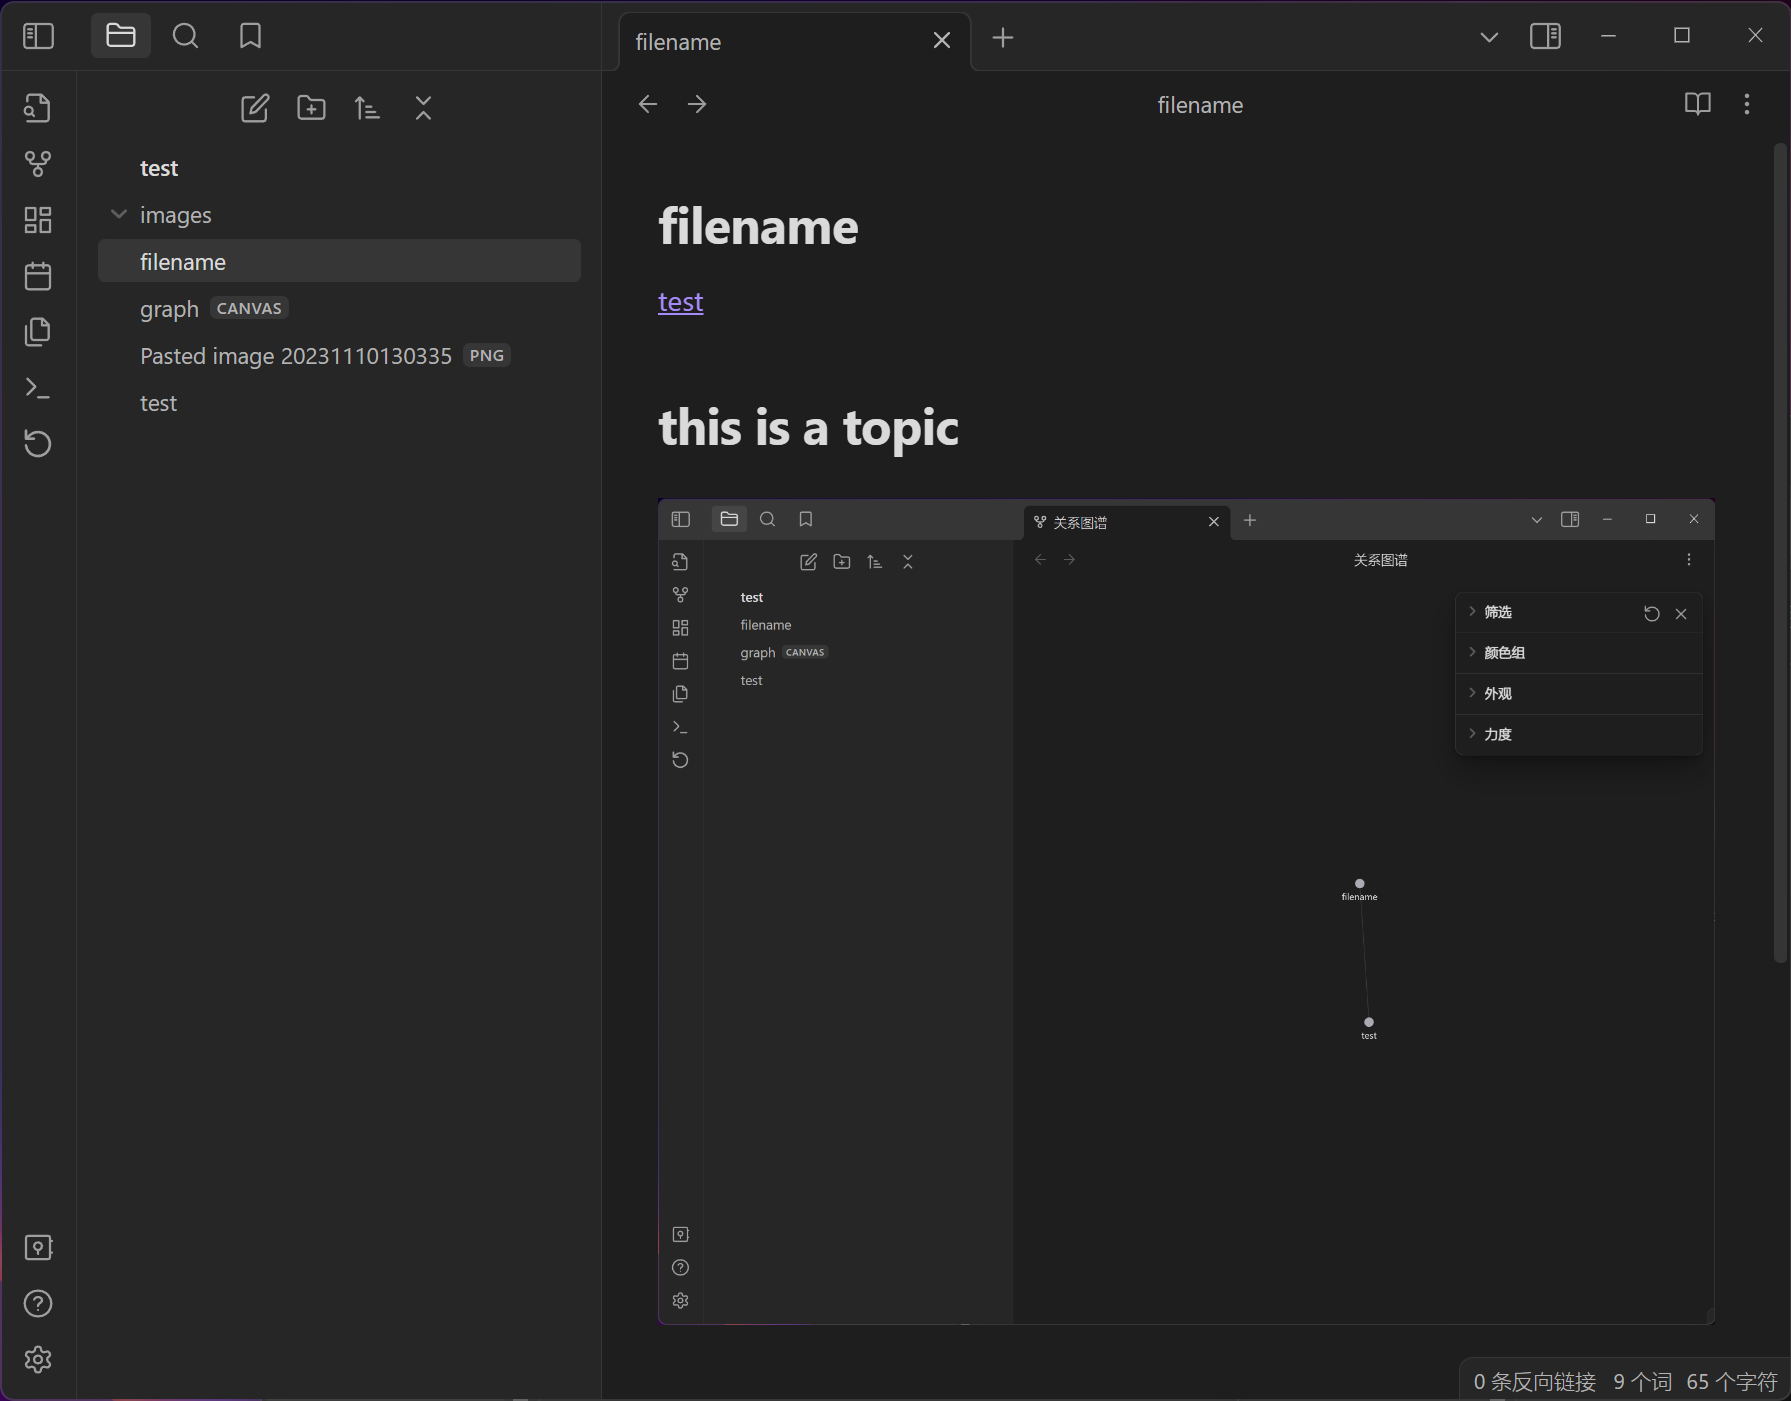 filename
test
images
filename
graph CANVAS
Pasted image 20231110130335 PNG
test
filename
filename
test
this is a topic
关系图谱
test
filename
graph CANVAS
test
关系图谱
筛选
颜色组
外观
力度
filename
test
0 条反向链接 9 个词 65 个字符